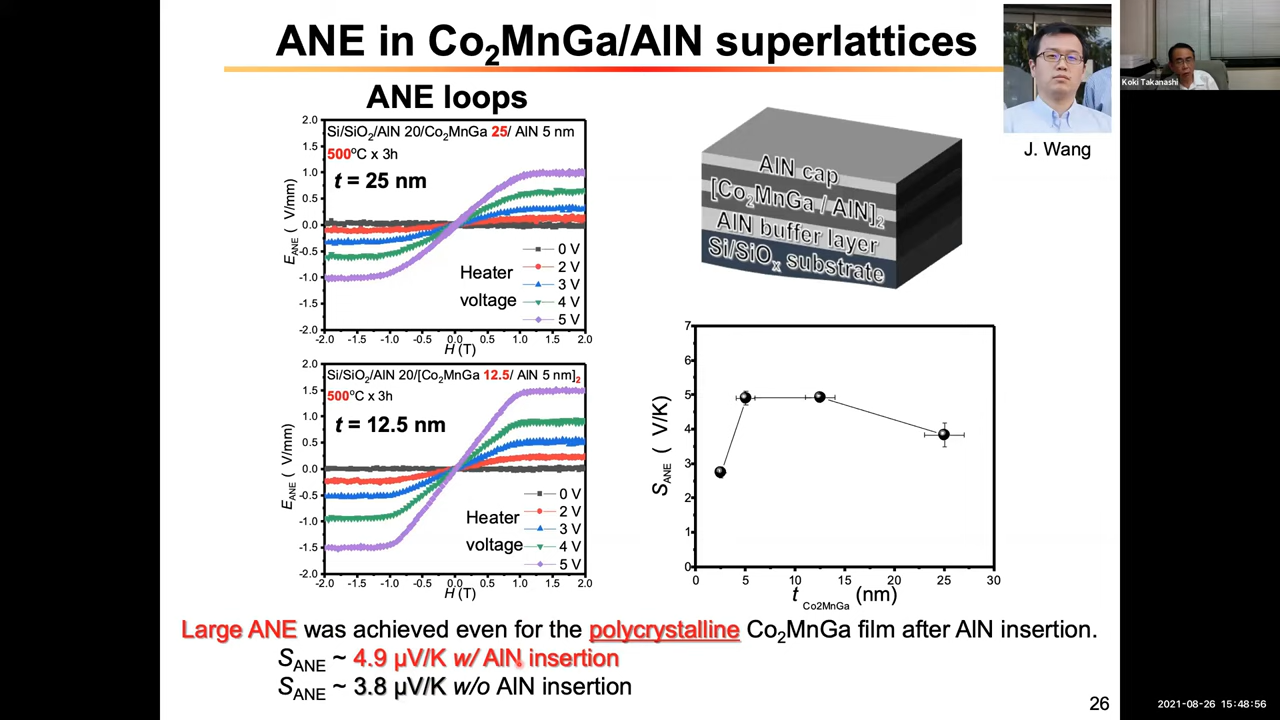 ANE in Co₂MnGa/AlN superlattices
ANE loops
Si/SiO₂/AlN 20/Co₂MnGa 25/ AlN 5 nm
500°C x 3h
t = 25 nm
2.0
1.5
1.0
0.5
0.0
-0.5
-1.0
-1.5
-2.0
E_ANE ( V/mm)
Heater
voltage
0 V
2 V
3 V
4 V
5 V
-2.0 -1.5 -1.0 -0.5 0.0 0.5 1.0 1.5 2.0
H (T)
Si/SiO₂/AlN 20/[Co₂MnGa 12.5/ AlN 5 nm]₂
500°C x 3h
t = 12.5 nm
2.0
1.5
1.0
0.5
0.0
-0.5
-1.0
-1.5
-2.0
E_ANE ( V/mm)
Heater
voltage
0 V
2 V
3 V
4 V
5 V
-2.0 -1.5 -1.0 -0.5 0.0 0.5 1.0 1.5 2.0
H (T)
AlN cap
[Co₂MnGa / AlN]₂
AlN buffer layer
Si/SiOₓ substrate
J. Wang
Koki Takanashi
7
6
5
4
3
2
1
0
S_ANE ( V/K)
0 5 10 15 20 25 30
t Co2MnGa (nm)
Large ANE was achieved even for the polycrystalline Co₂MnGa film after AlN insertion.
S_ANE ~ 4.9 µV/K w/ AlN insertion
S_ANE ~ 3.8 µV/K w/o AlN insertion
26
2021-08-26 15:48:56